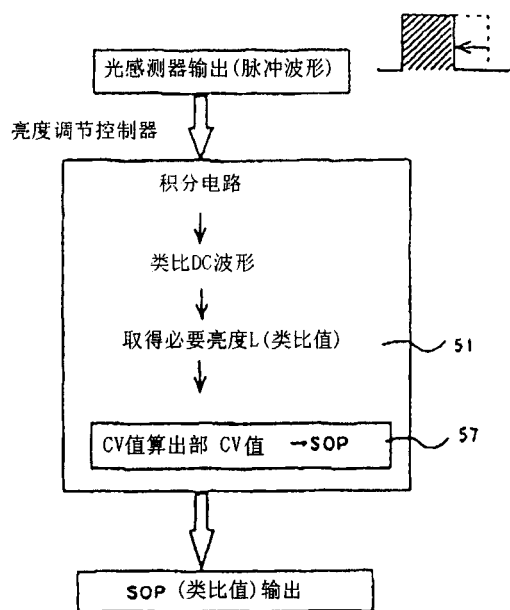 光感测器输出(脉冲波形)
亮度调节控制器
积分电路
类比DC波形
取得必要亮度L(类比值)
51
CV值算出部 CV值 →SOP
57
SOP (类比值)输出